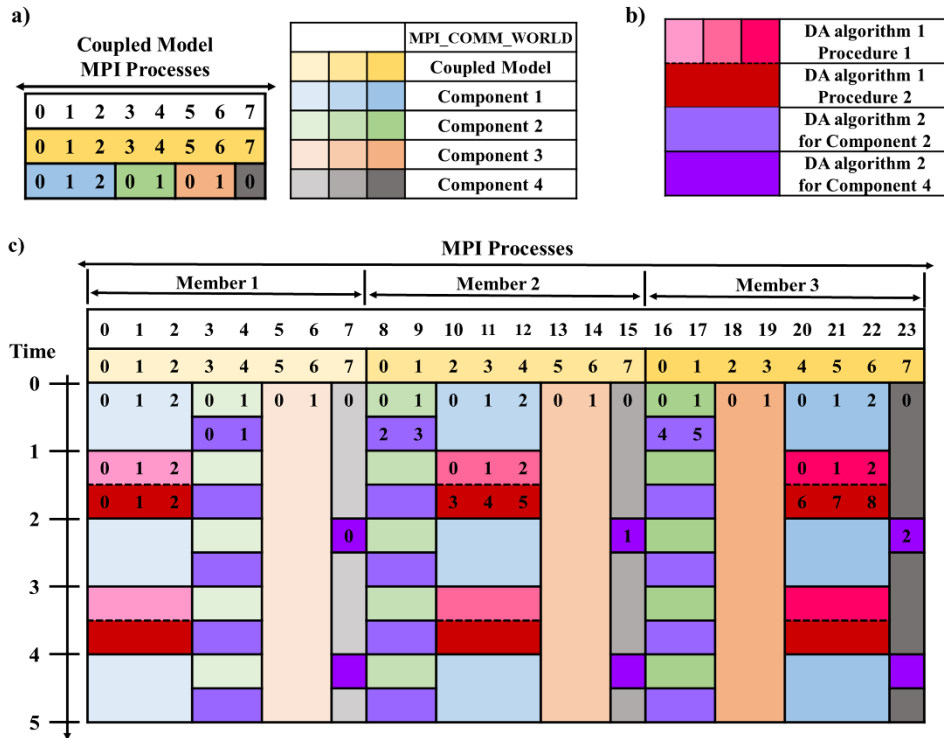 a)
Coupled Model
MPI Processes
0 1 2 3 4 5 6 7
0 1 2 3 4 5 6 7
0 1 2 0 1 0 1 0
MPI_COMM_WORLD
Coupled Model
Component 1
Component 2
Component 3
Component 4
b)
DA algorithm 1
Procedure 1
DA algorithm 1
Procedure 2
DA algorithm 2
for Component 2
DA algorithm 2
for Component 4
c)
MPI Processes
Member 1 Member 2 Member 3
0 1 2 3 4 5 6 7 8 9 10 11 12 13 14 15 16 17 18 19 20 21 22 23
Time
0 1 2 3 4 5 6 7 0 1 2 3 4 5 6 7 0 1 2 3 4 5 6 7
0
0 1 2 0 1 0 1 0 0 1 0 1 2 0 1 0 0 1 0 1 0 1 2 0
0 1 2 3 4 5
1
0 1 2 0 1 2 0 1 2
0 1 2 3 4 5 6 7 8
2
0 1 2
3
4
5